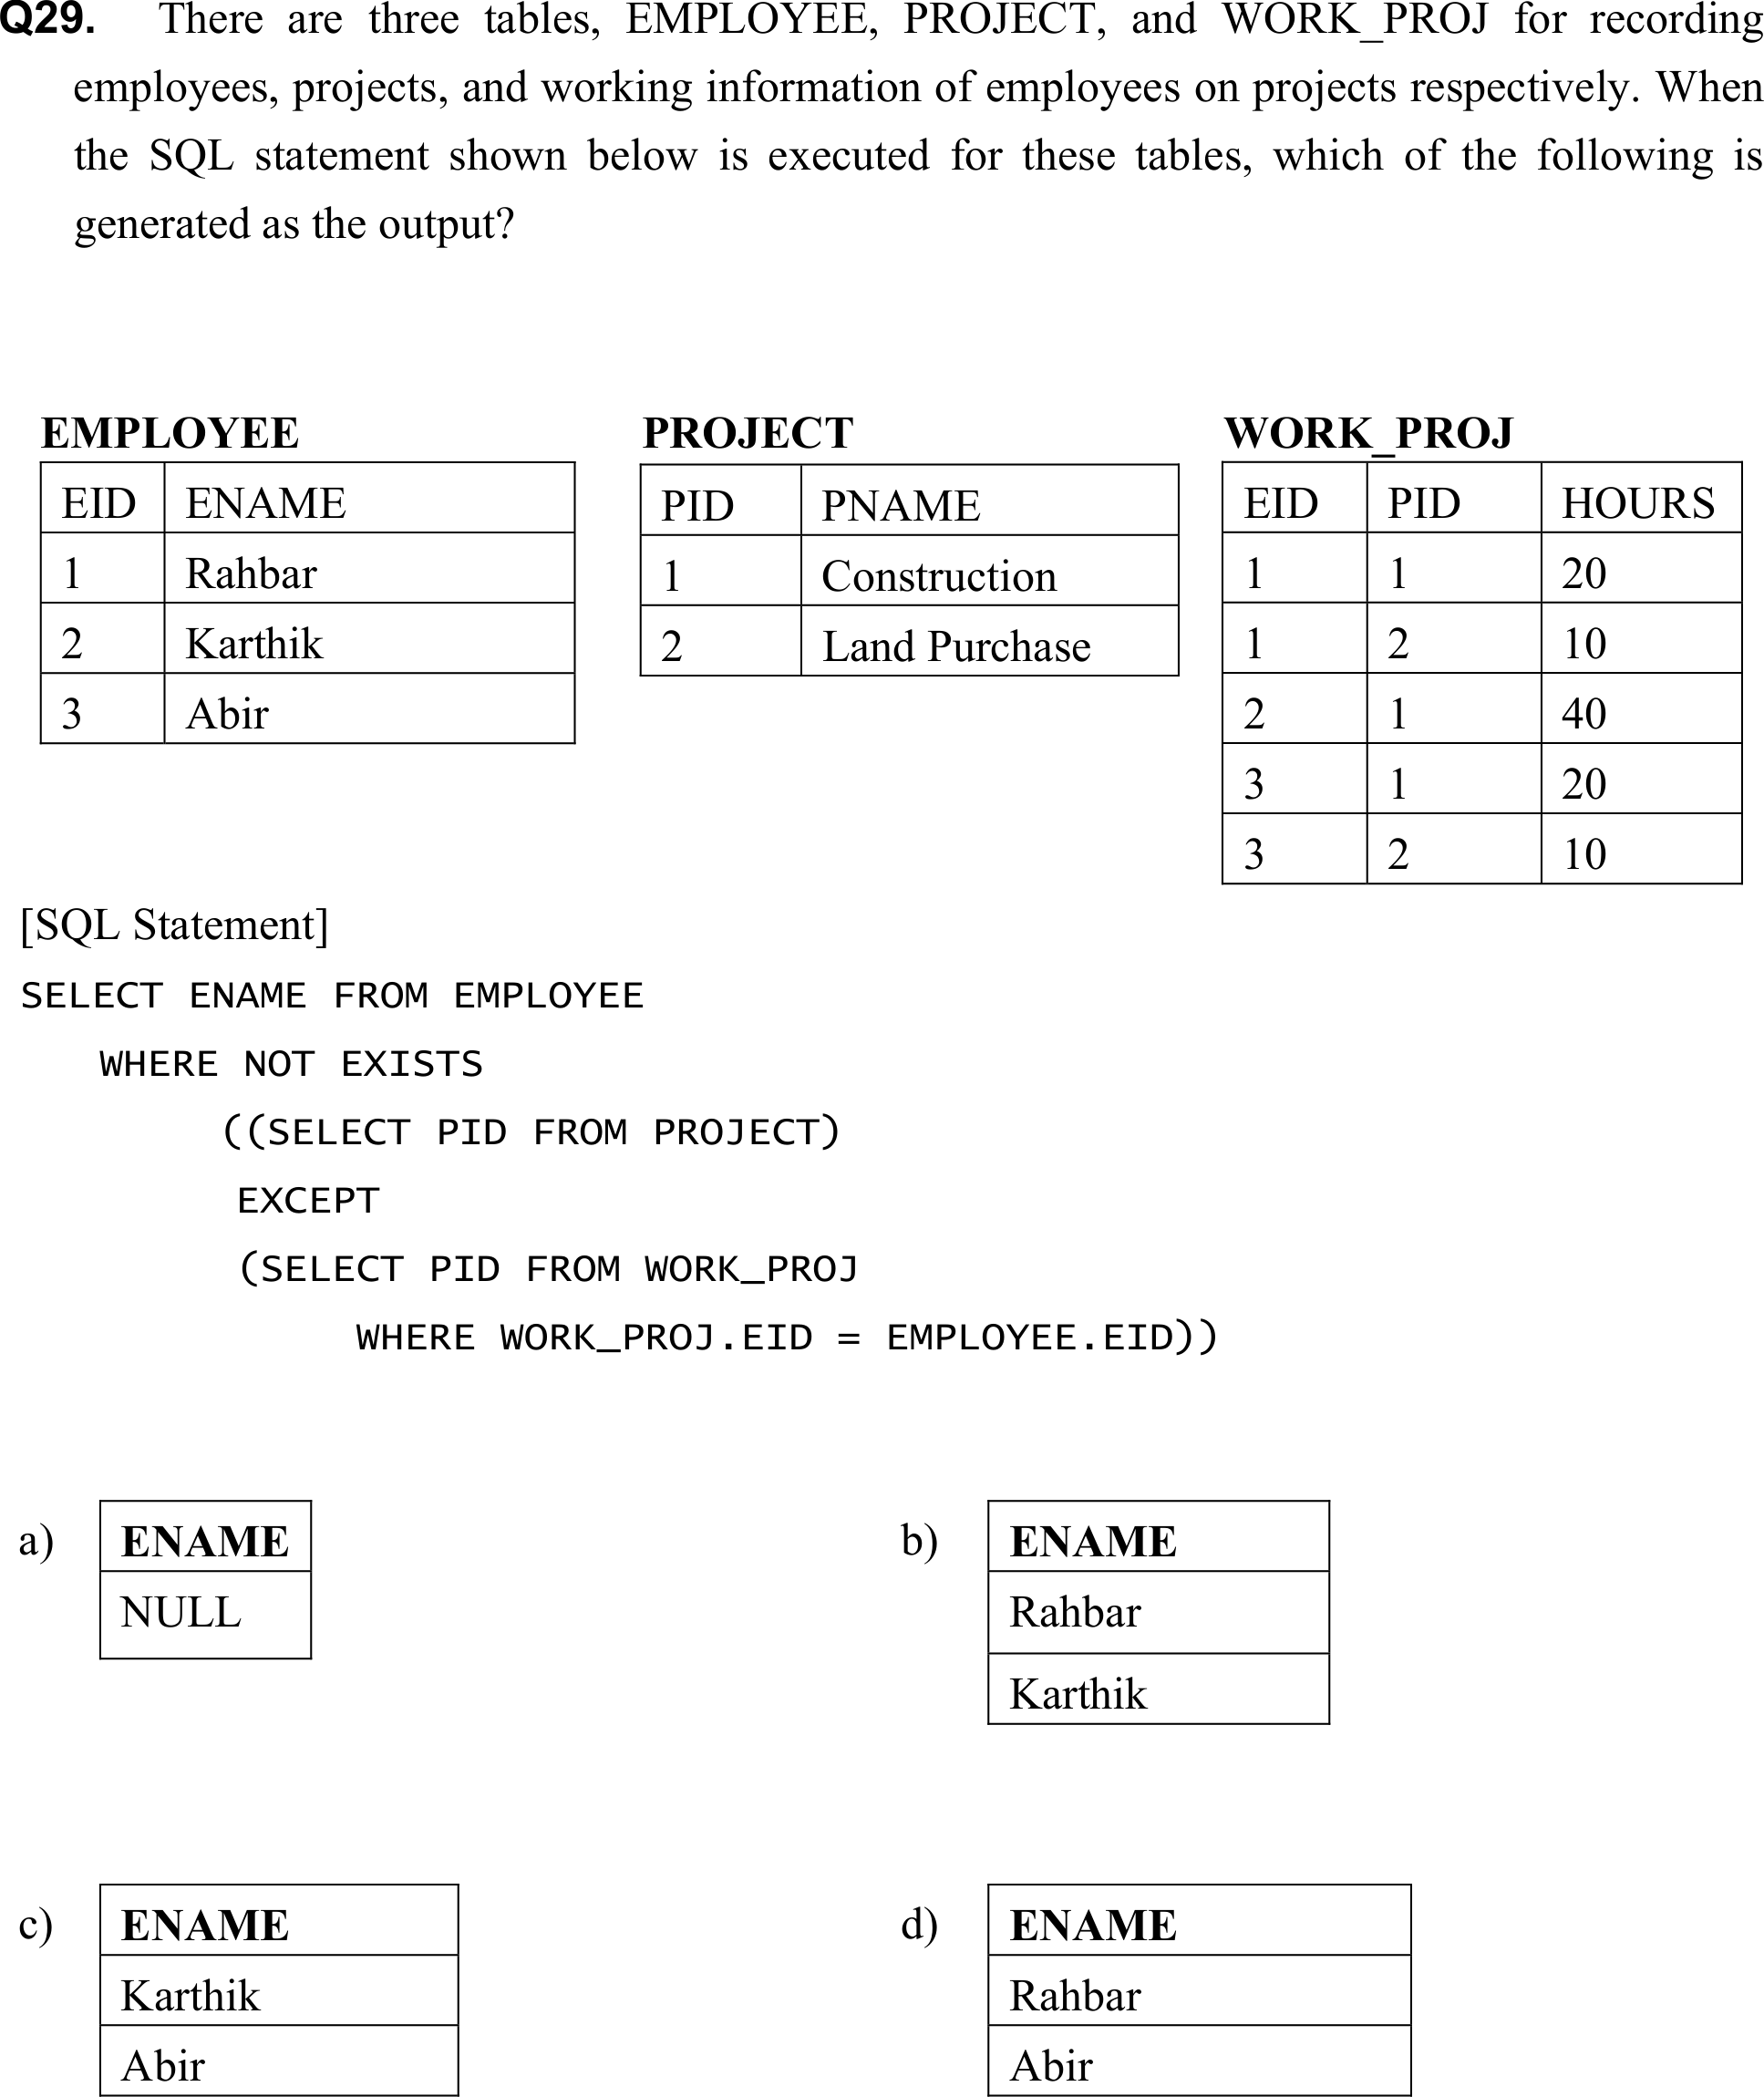 Q29. There are three tables, EMPLOYEE, PROJECT, and WORK_PROJ for recording
employees, projects, and working information of employees on projects respectively. When
the SQL statement shown below is executed for these tables, which of the following is
generated as the output?
EMPLOYEE
EID ENAME
1 Rahbar
2 Karthik
3 Abir
PROJECT
PID PNAME
1 Construction
2 Land Purchase
WORK_PROJ
EID PID HOURS
1 1 20
1 2 10
2 1 40
3 1 20
3 2 10
[SQL Statement]
SELECT ENAME FROM EMPLOYEE
WHERE NOT EXISTS
((SELECT PID FROM PROJECT)
EXCEPT
(SELECT PID FROM WORK_PROJ
WHERE WORK_PROJ.EID = EMPLOYEE.EID))
a)
ENAME
NULL
b)
ENAME
Rahbar
Karthik
c)
ENAME
Karthik
Abir
d)
ENAME
Rahbar
Abir